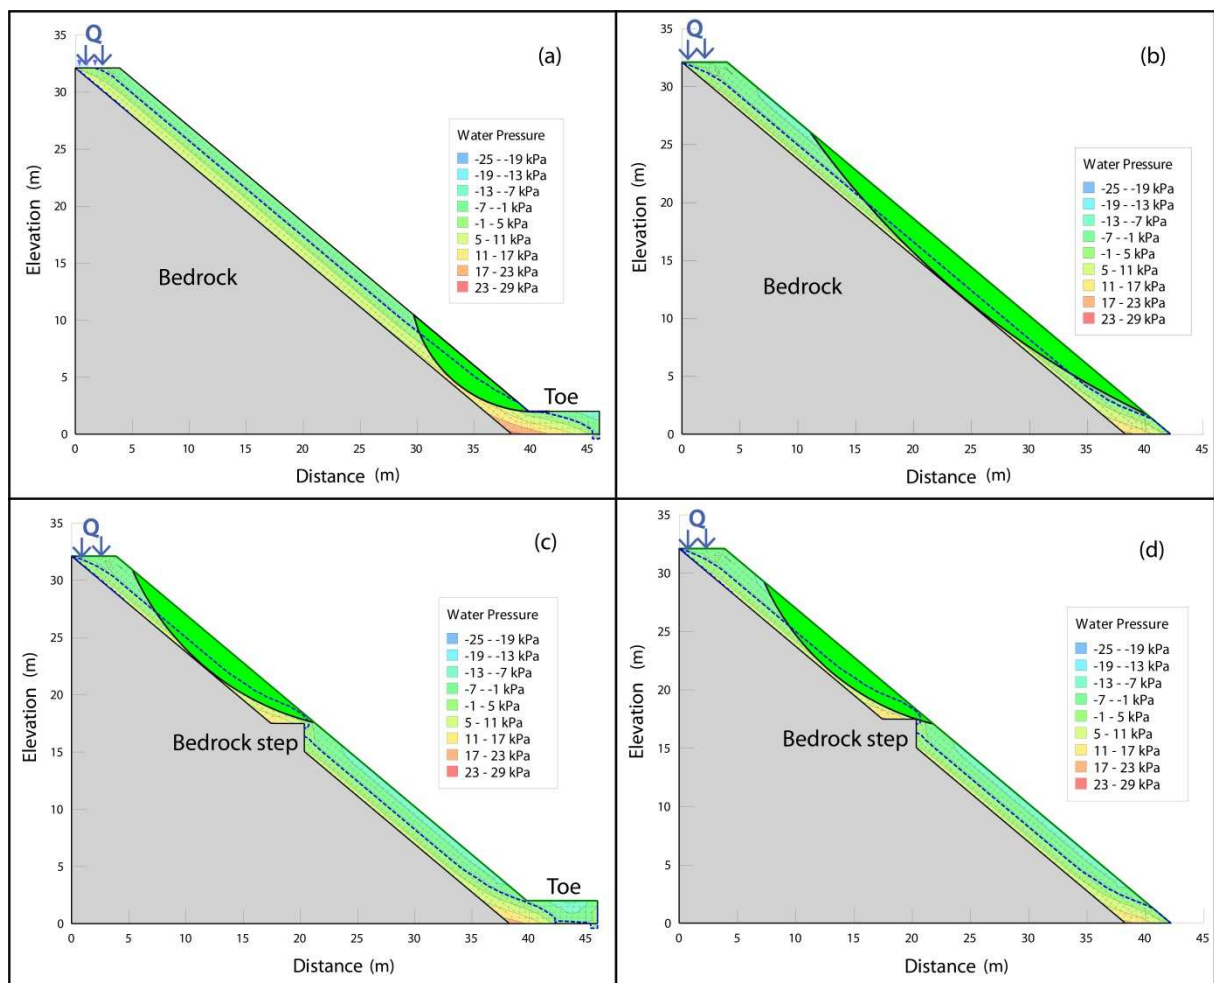 Q
(a)
35
30
25
20
15
10
5
0
Elevation (m)
Water Pressure
-25 - -19 kPa
-19 - -13 kPa
-13 - -7 kPa
-7 - -1 kPa
-1 - 5 kPa
5 - 11 kPa
11 - 17 kPa
17 - 23 kPa
23 - 29 kPa
Bedrock
Toe
0 5 10 15 20 25 30 35 40 45
Distance (m)
Q
(b)
35
30
25
20
15
10
5
0
Elevation (m)
Water Pressure
-25 - -19 kPa
-19 - -13 kPa
-13 - -7 kPa
-7 - -1 kPa
-1 - 5 kPa
5 - 11 kPa
11 - 17 kPa
17 - 23 kPa
23 - 29 kPa
Bedrock
0 5 10 15 20 25 30 35 40 45
Distance (m)
Q
(c)
35
30
25
20
15
10
5
0
Elevation (m)
Water Pressure
-25 - -19 kPa
-19 - -13 kPa
-13 - -7 kPa
-7 - -1 kPa
-1 - 5 kPa
5 - 11 kPa
11 - 17 kPa
17 - 23 kPa
23 - 29 kPa
Bedrock step
Toe
0 5 10 15 20 25 30 35 40 45
Distance (m)
Q
(d)
35
30
25
20
15
10
5
0
Elevation (m)
Water Pressure
-25 - -19 kPa
-19 - -13 kPa
-13 - -7 kPa
-7 - -1 kPa
-1 - 5 kPa
5 - 11 kPa
11 - 17 kPa
17 - 23 kPa
23 - 29 kPa
Bedrock step
0 5 10 15 20 25 30 35 40 45
Distance (m)